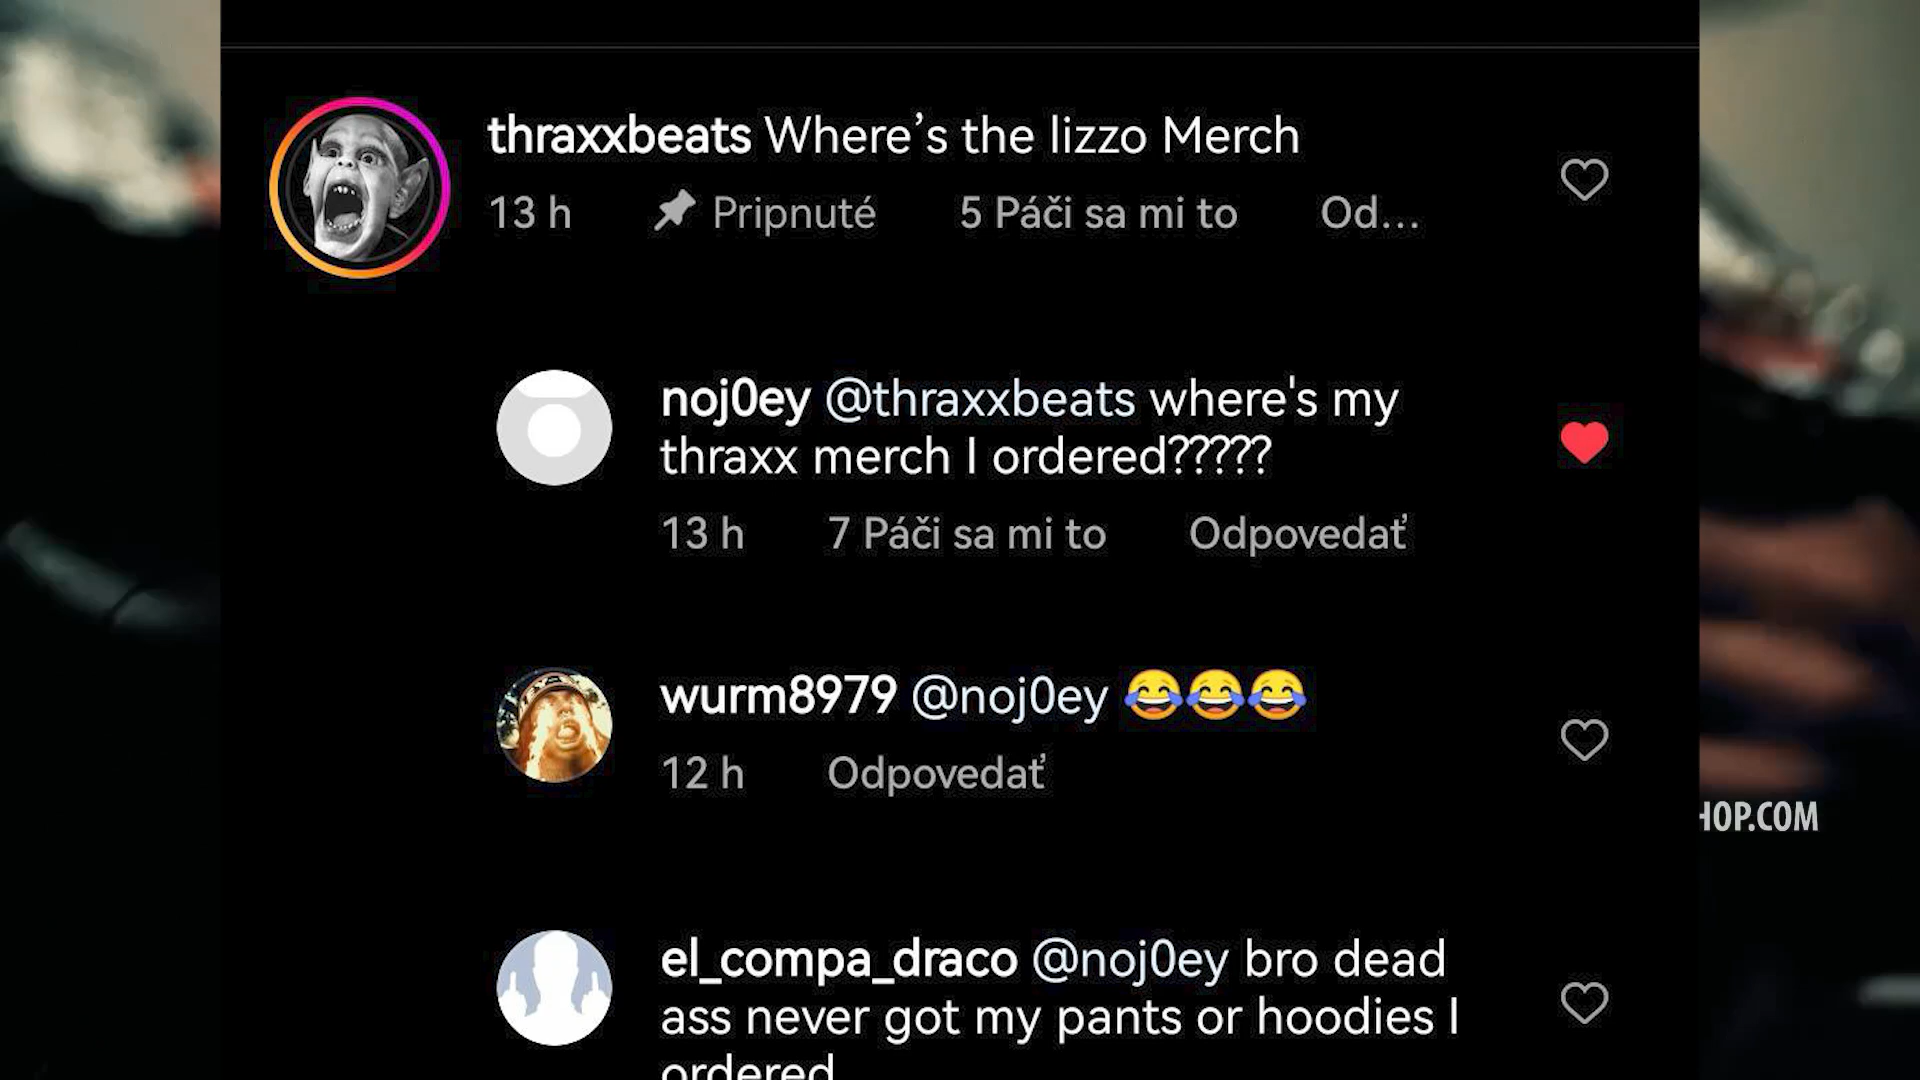 thraxxbeats Where’s the lizzo Merch
13 h Pripnuté 5 Páči sa mi to Od...
noj0ey @thraxxbeats where's my
thraxx merch I ordered?????
13 h 7 Páči sa mi to Odpovedať
wurm8979 @noj0ey 😂😂😂
12 h Odpovedať
HOP.COM
el_compa_draco @noj0ey bro dead
ass never got my pants or hoodies I
ordered